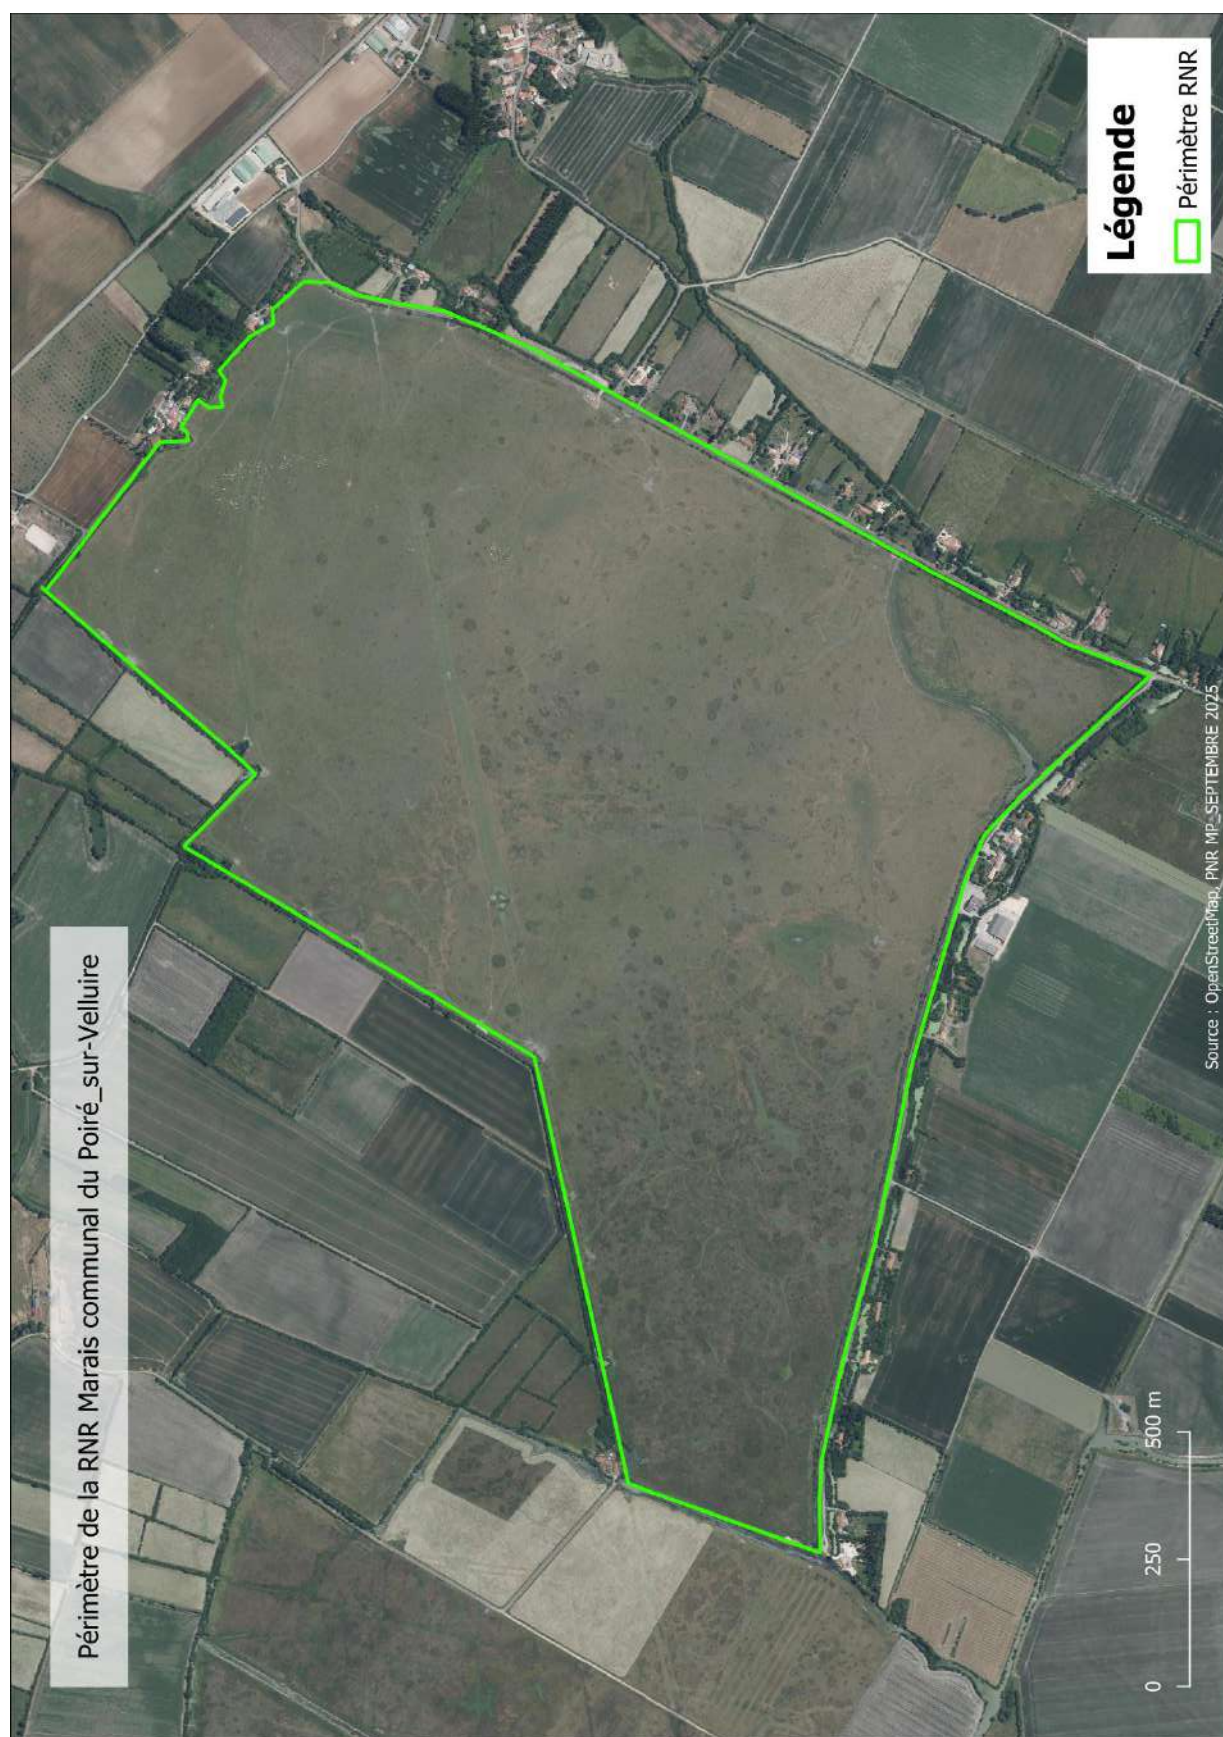 Périmètre de la RNR Marais communal du Poiré_sur-Velluire
Légende
Périmètre RNR
0 250 500 m
Source : OpenStreetMap, PNR MP_SEPTEMBRE 2025